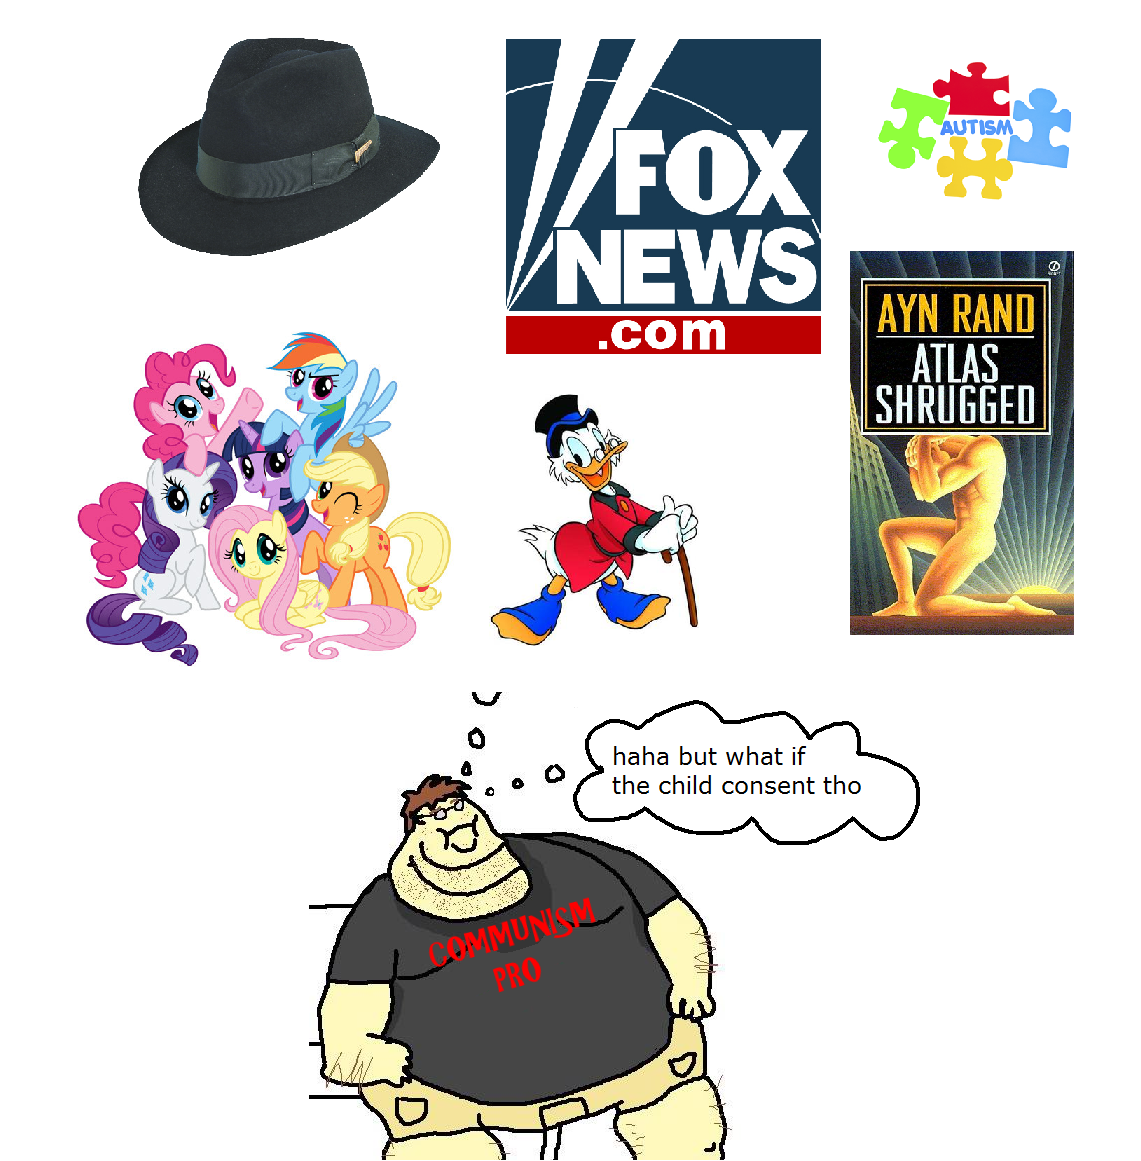 FOX
NEWS
.com
AUTISM
AYN RAND
ATLAS
SHRUGGED
haha but what if
the child consent tho
COMMUNISM
PRO